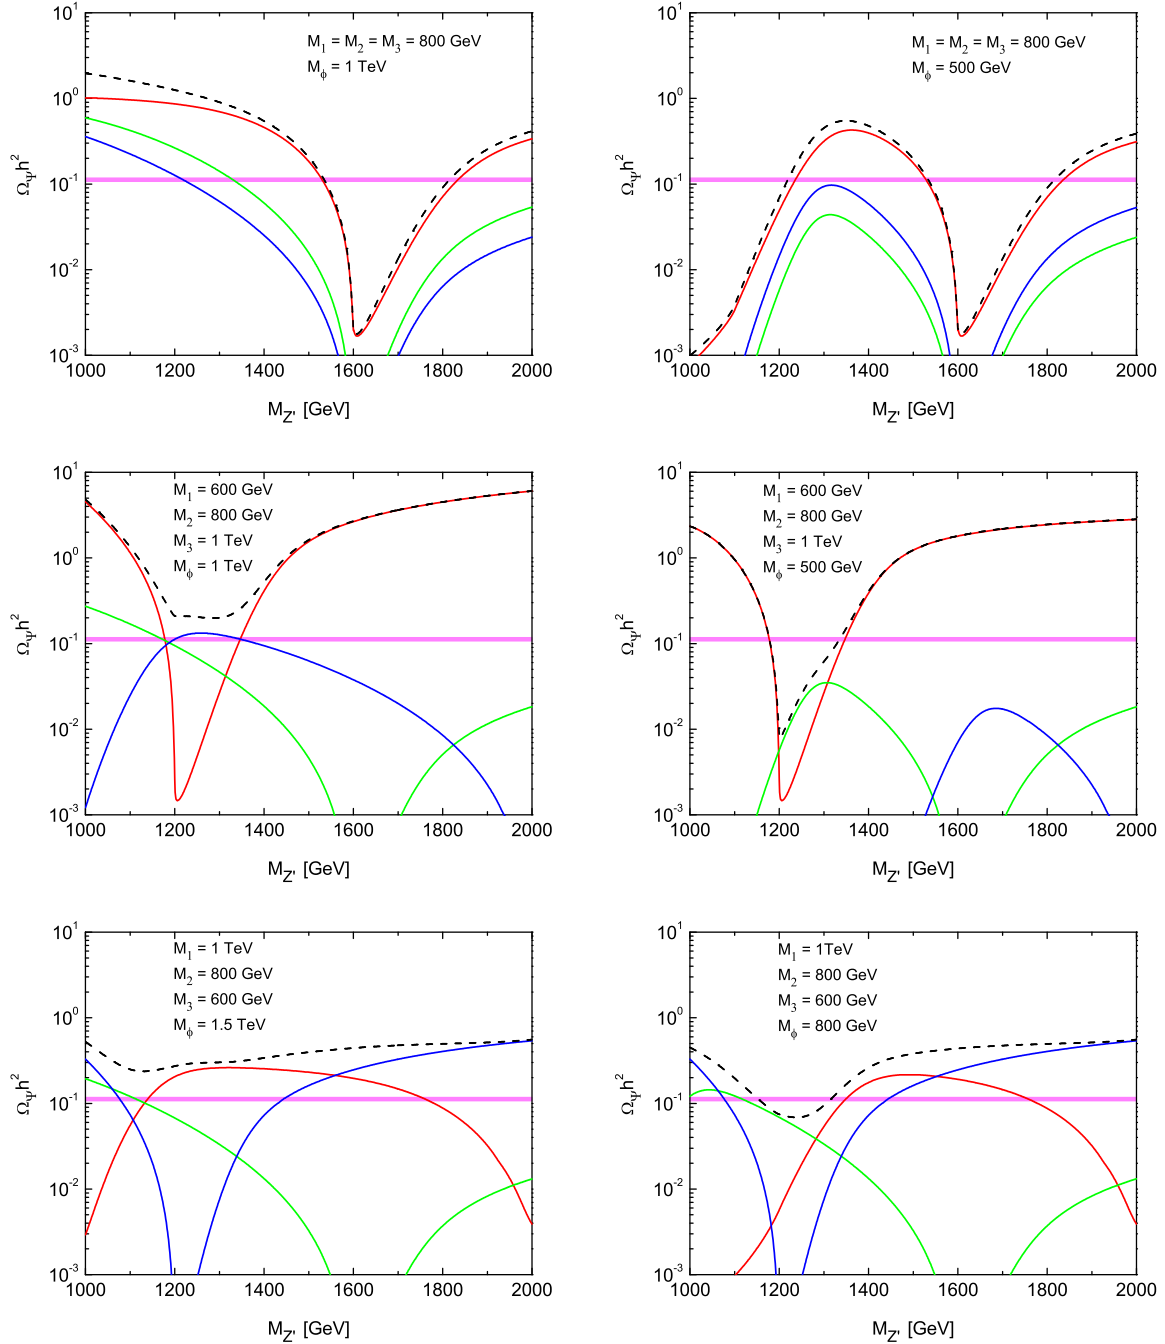 10^1
10^0
10^-1
10^-2
10^-3
Ω_Ψh^2
M_1 = M_2 = M_3 = 800 GeV
M_ϕ = 1 TeV
1000 1200 1400 1600 1800 2000
M_Z' [GeV]
10^1
10^0
10^-1
10^-2
10^-3
Ω_Ψh^2
M_1 = M_2 = M_3 = 800 GeV
M_ϕ = 500 GeV
1000 1200 1400 1600 1800 2000
M_Z' [GeV]
10^1
10^0
10^-1
10^-2
10^-3
Ω_Ψh^2
M_1 = 600 GeV
M_2 = 800 GeV
M_3 = 1 TeV
M_ϕ = 1 TeV
1000 1200 1400 1600 1800 2000
M_Z' [GeV]
10^1
10^0
10^-1
10^-2
10^-3
Ω_Ψh^2
M_1 = 600 GeV
M_2 = 800 GeV
M_3 = 1 TeV
M_ϕ = 500 GeV
1000 1200 1400 1600 1800 2000
M_Z' [GeV]
10^1
10^0
10^-1
10^-2
10^-3
Ω_Ψh^2
M_1 = 1 TeV
M_2 = 800 GeV
M_3 = 600 GeV
M_ϕ = 1.5 TeV
1000 1200 1400 1600 1800 2000
M_Z' [GeV]
10^1
10^0
10^-1
10^-2
10^-3
Ω_Ψh^2
M_1 = 1TeV
M_2 = 800 GeV
M_3 = 600 GeV
M_ϕ = 800 GeV
1000 1200 1400 1600 1800 2000
M_Z' [GeV]